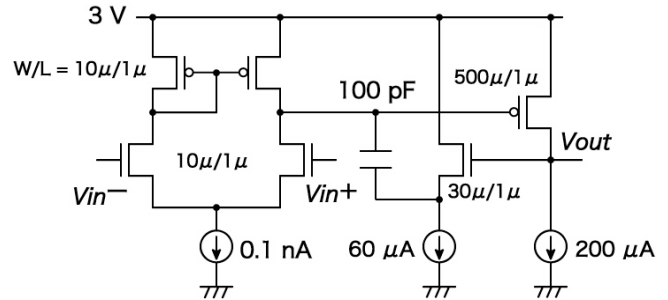 3 V
W/L = 10μ/1μ
100 pF
500μ/1μ
Vout
10μ/1μ
Vin−
Vin+
30μ/1μ
0.1 nA
60 μA
200 μA